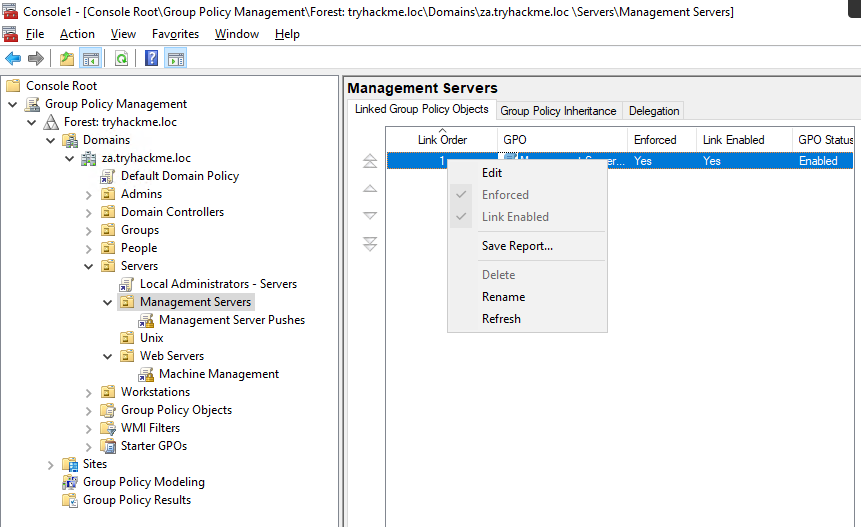 Console1 - [Console Root\Group Policy Management\Forest: tryhackme.loc\Domains\za.tryhackme.loc \Servers\Management Servers]
File Action View Favorites Window Help
Console Root
Group Policy Management
Forest: tryhackme.loc
Domains
za.tryhackme.loc
Default Domain Policy
Admins
Domain Controllers
Groups
People
Servers
Local Administrators - Servers
Management Servers
Management Server Pushes
Unix
Web Servers
Machine Management
Workstations
Group Policy Objects
WMI Filters
Starter GPOs
Sites
Group Policy Modeling
Group Policy Results
Management Servers
Linked Group Policy Objects Group Policy Inheritance Delegation
Link Order GPO Enforced Link Enabled GPO Status
1 Management Server... Yes Yes Enabled
Edit
Enforced
Link Enabled
Save Report...
Delete
Rename
Refresh